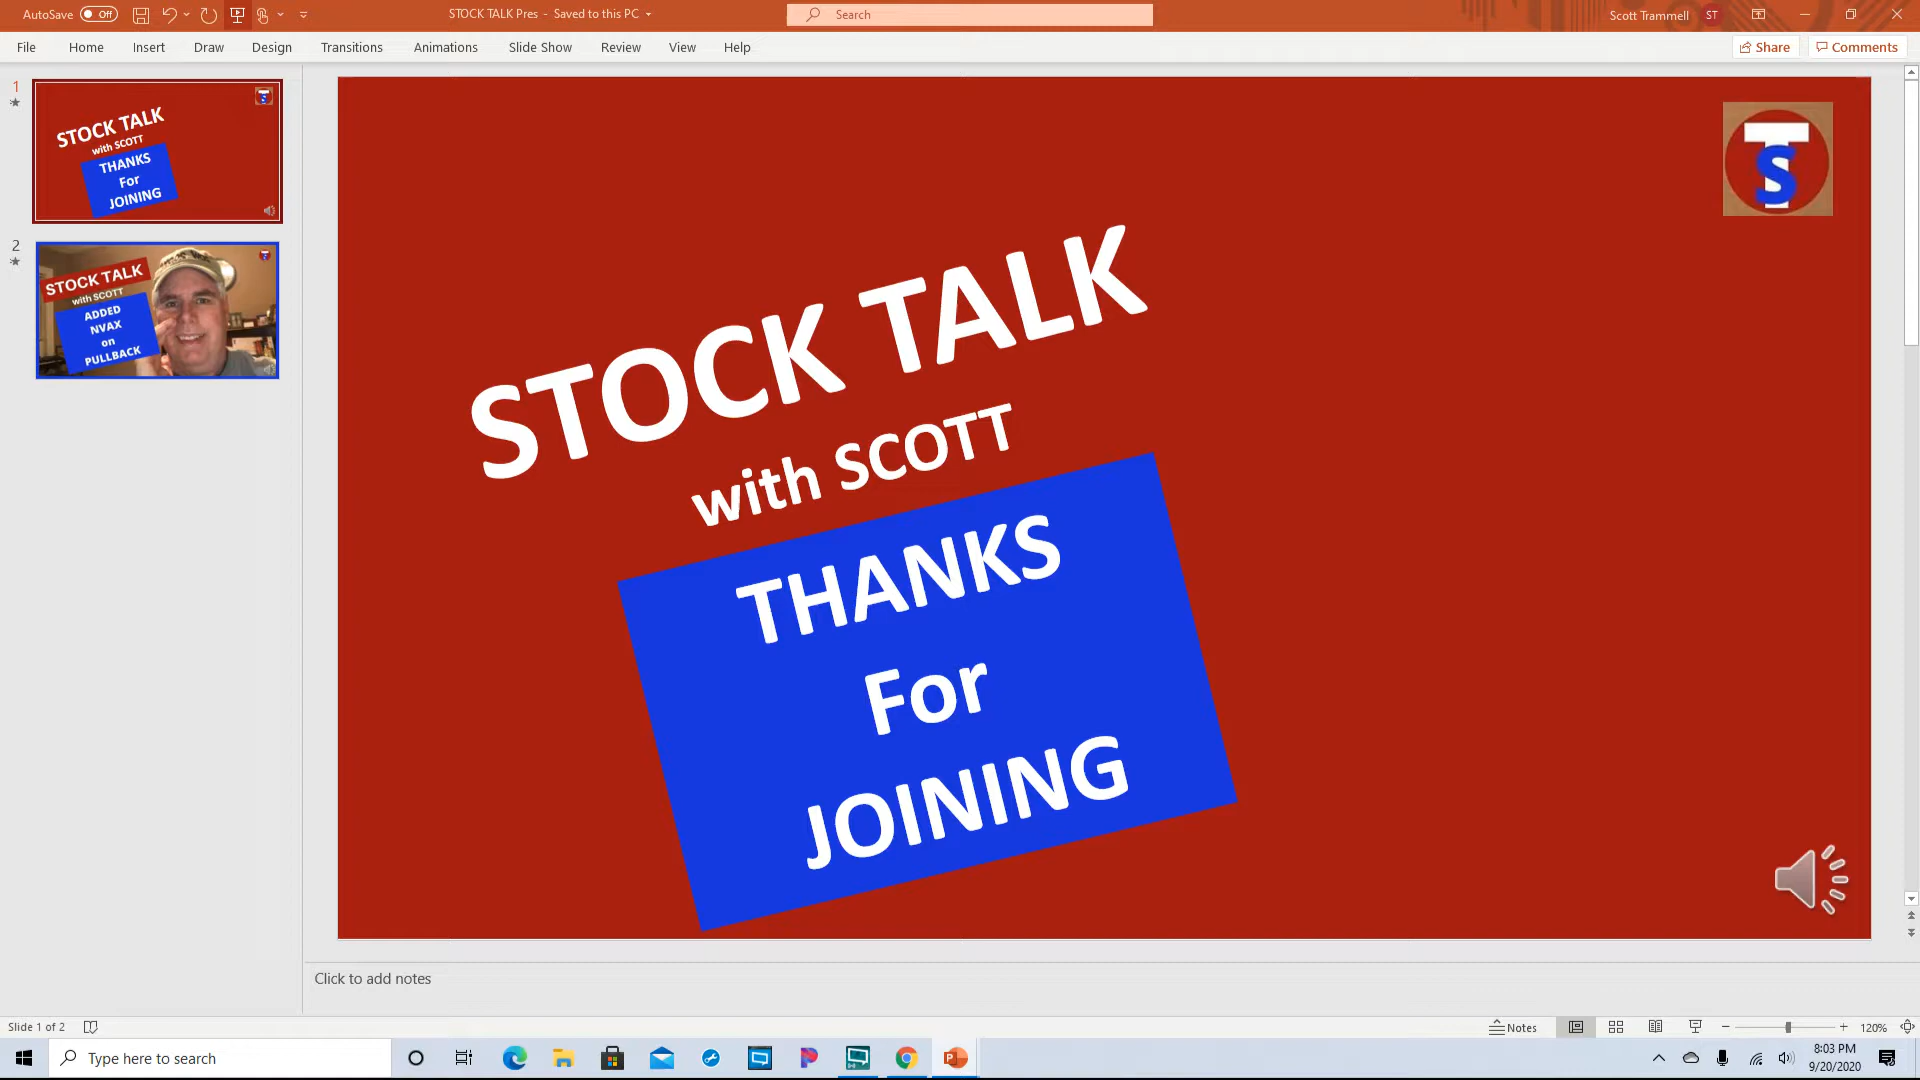 AutoSave Off STOCK TALK Pres - Saved to this PC Search Scott Trammell ST
File Home Insert Draw Design Transitions Animations Slide Show Review View Help Share Comments
1
STOCK TALK
with SCOTT
THANKS
For
JOINING
2
STOCK TALK
with SCOTT
ADDED
NVAX
on
PULLBACK
TS
STOCK TALK
with SCOTT
THANKS
For
JOINING
Click to add notes
Slide 1 of 2 Notes 120%
Type here to search
8:03 PM
9/20/2020